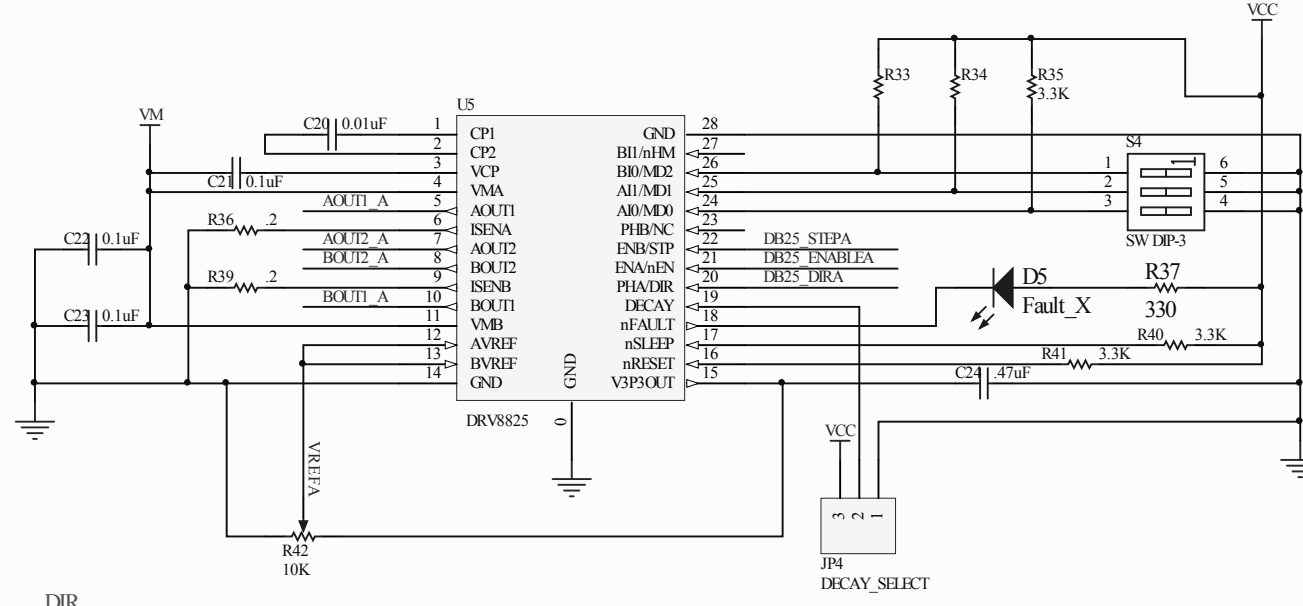 VCC
R33
R34
R35
3.3K
VM
U5
C20 0.01uF
C21 0.1uF
1
2
3
4
5
6
7
8
9
10
11
12
13
14
CP1
CP2
VCP
VMA
AOUT1
ISENA
AOUT2
BOUT2
ISENB
BOUT1
VMB
AVREF
BVREF
GND
GND
BI1/nHM
BI0/MD2
AI1/MD1
AI0/MD0
PHB/NC
ENB/STP
ENA/nEN
PHA/DIR
DECAY
nFAULT
nSLEEP
nRESET
V3P3OUT
28
27
26
25
24
23
22
21
20
19
18
17
16
15
GND
0
DRV8825
AOUT1_A
R36 .2
AOUT2_A
BOUT2_A
R39 .2
BOUT1_A
C22 0.1uF
C23 0.1uF
S4
1
2
3
6
5
4
SW DIP-3
DB25_STEPA
DB25_ENABLEA
DB25_DIRA
D5
Fault_X
R37
330
R40 3.3K
R41 3.3K
C24 .47uF
VREFA
R42
10K
VCC
3
2
1
JP4
DECAY_SELECT
DIR